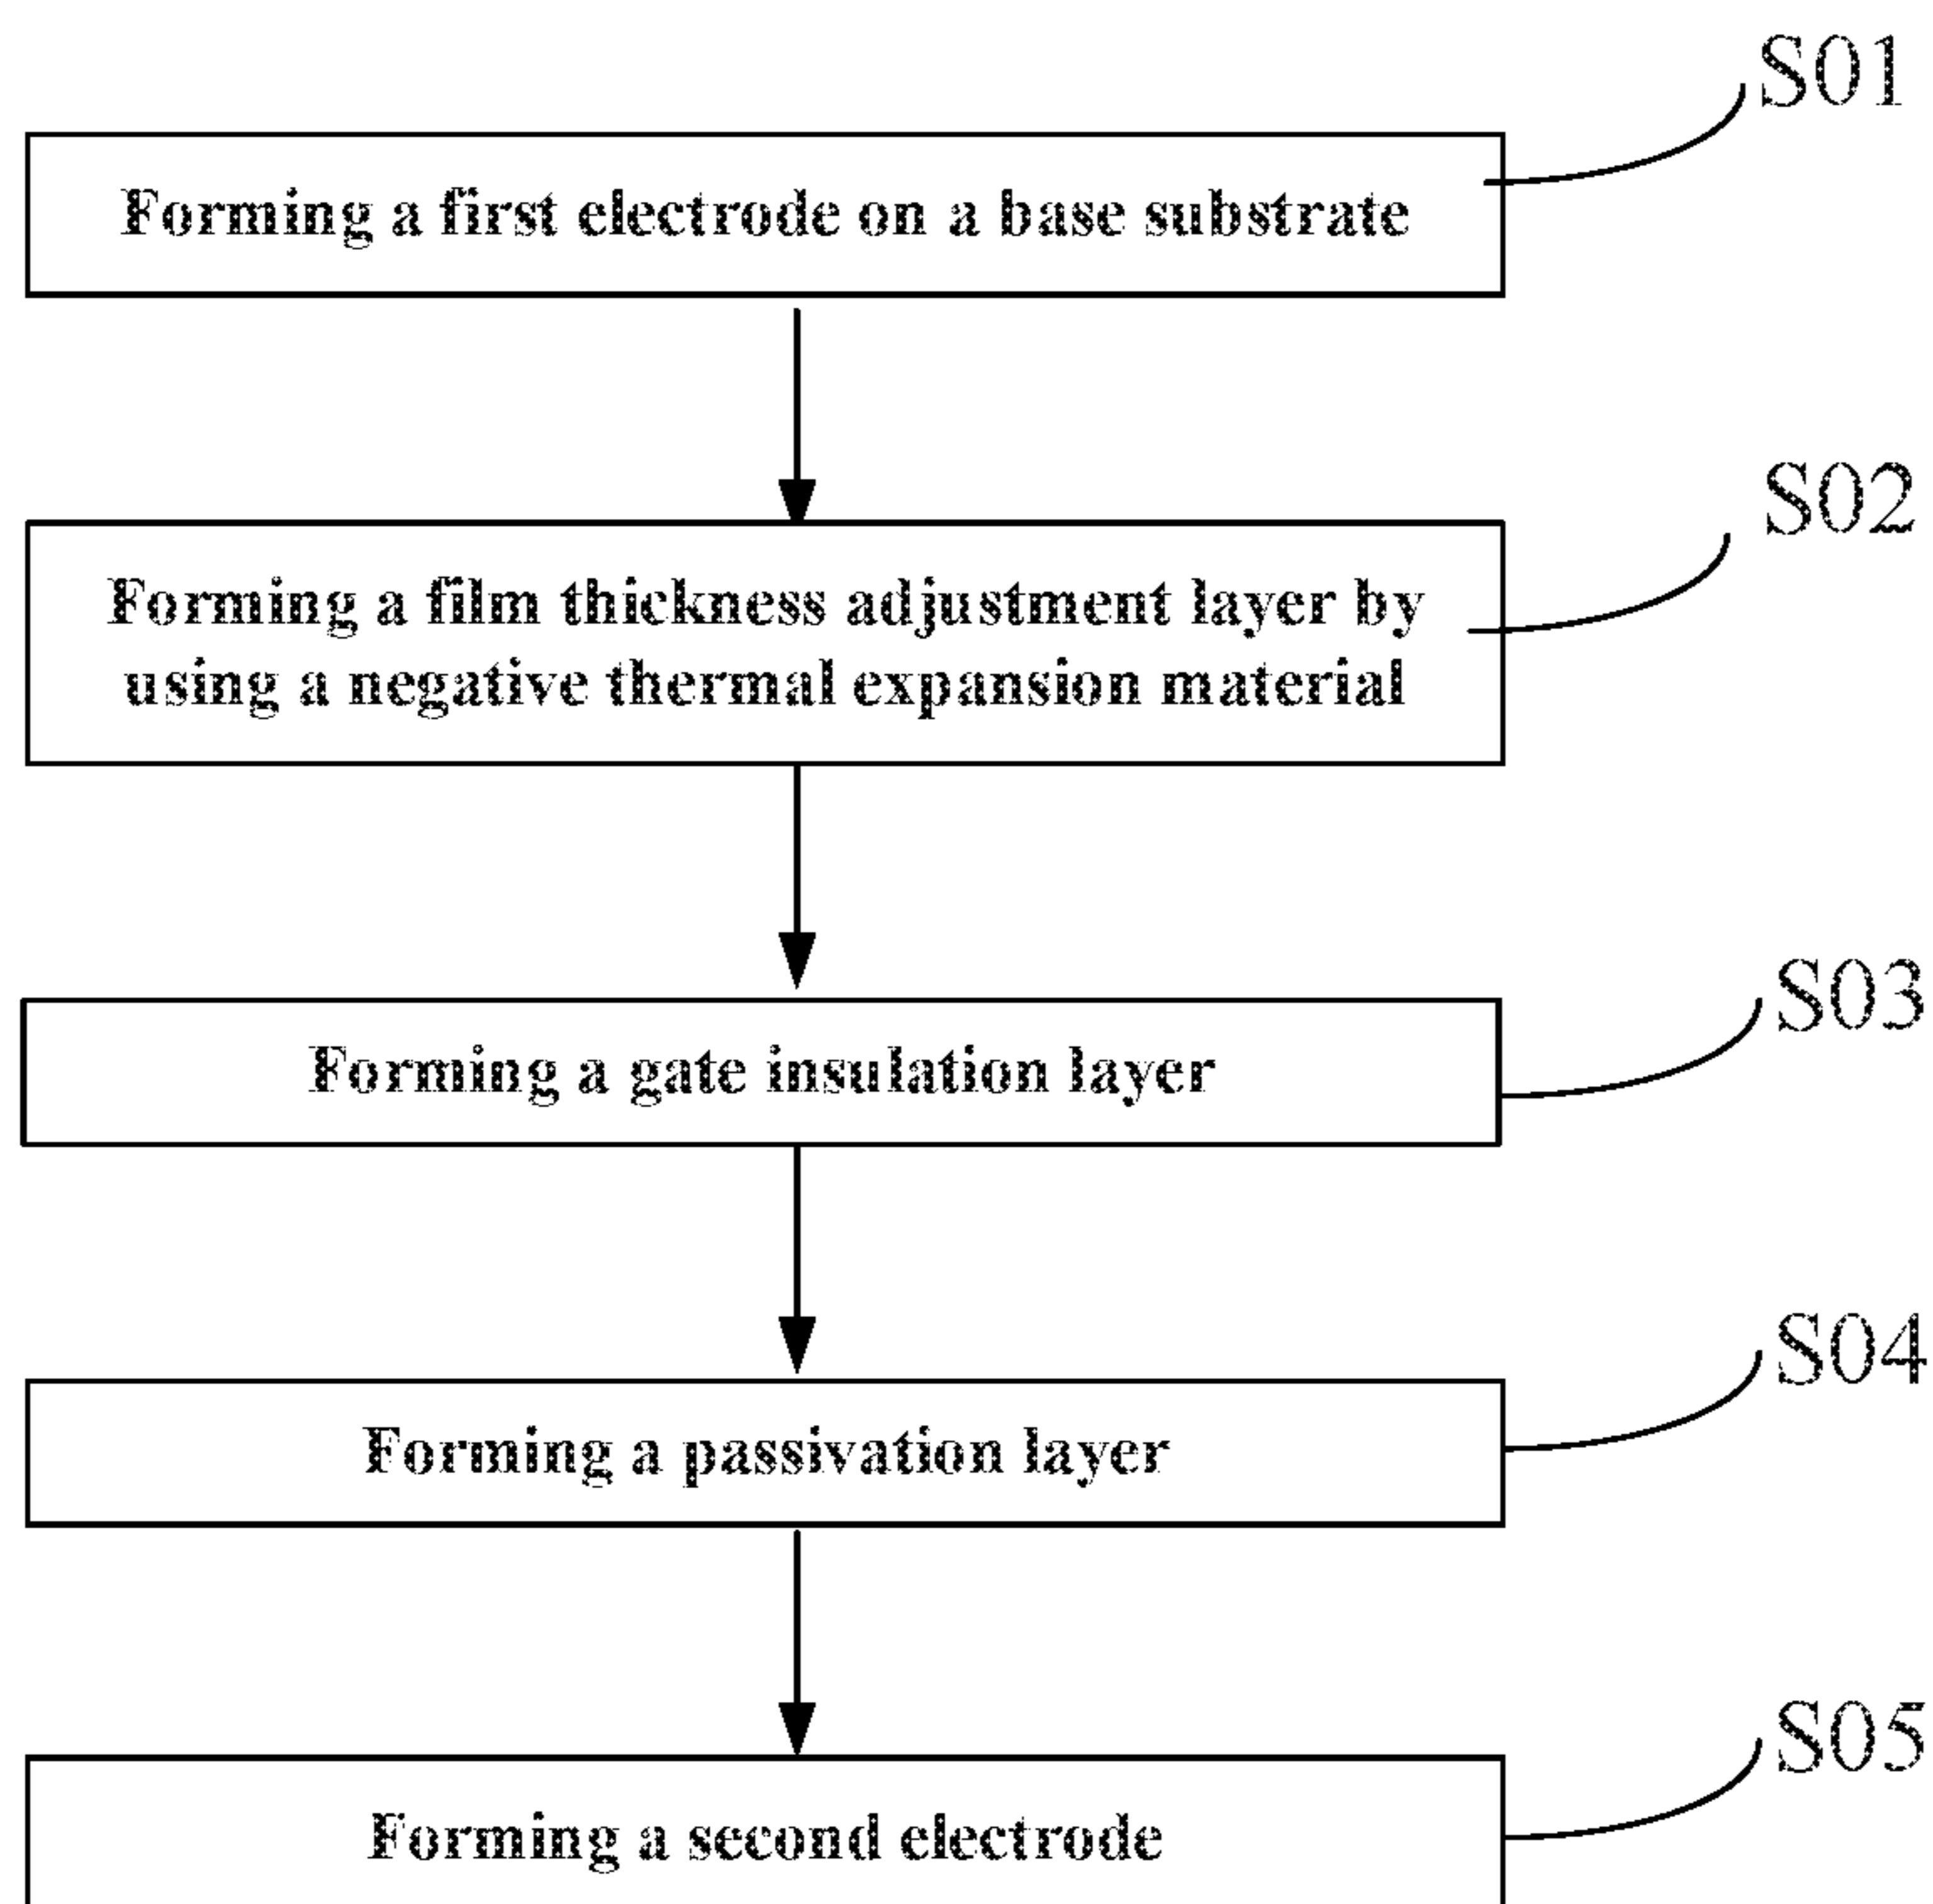 S01
Forming a first electrode on a base substrate
S02
Forming a film thickness adjustment layer by
using a negative thermal expansion material
S03
Forming a gate insulation layer
S04
Forming a passivation layer
S05
Forming a second electrode